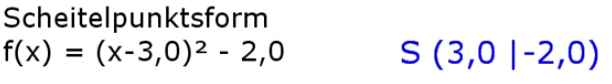 Scheitelpunktsform
f(x) = (x-3,0)² - 2,0 S (3,0 |-2,0)